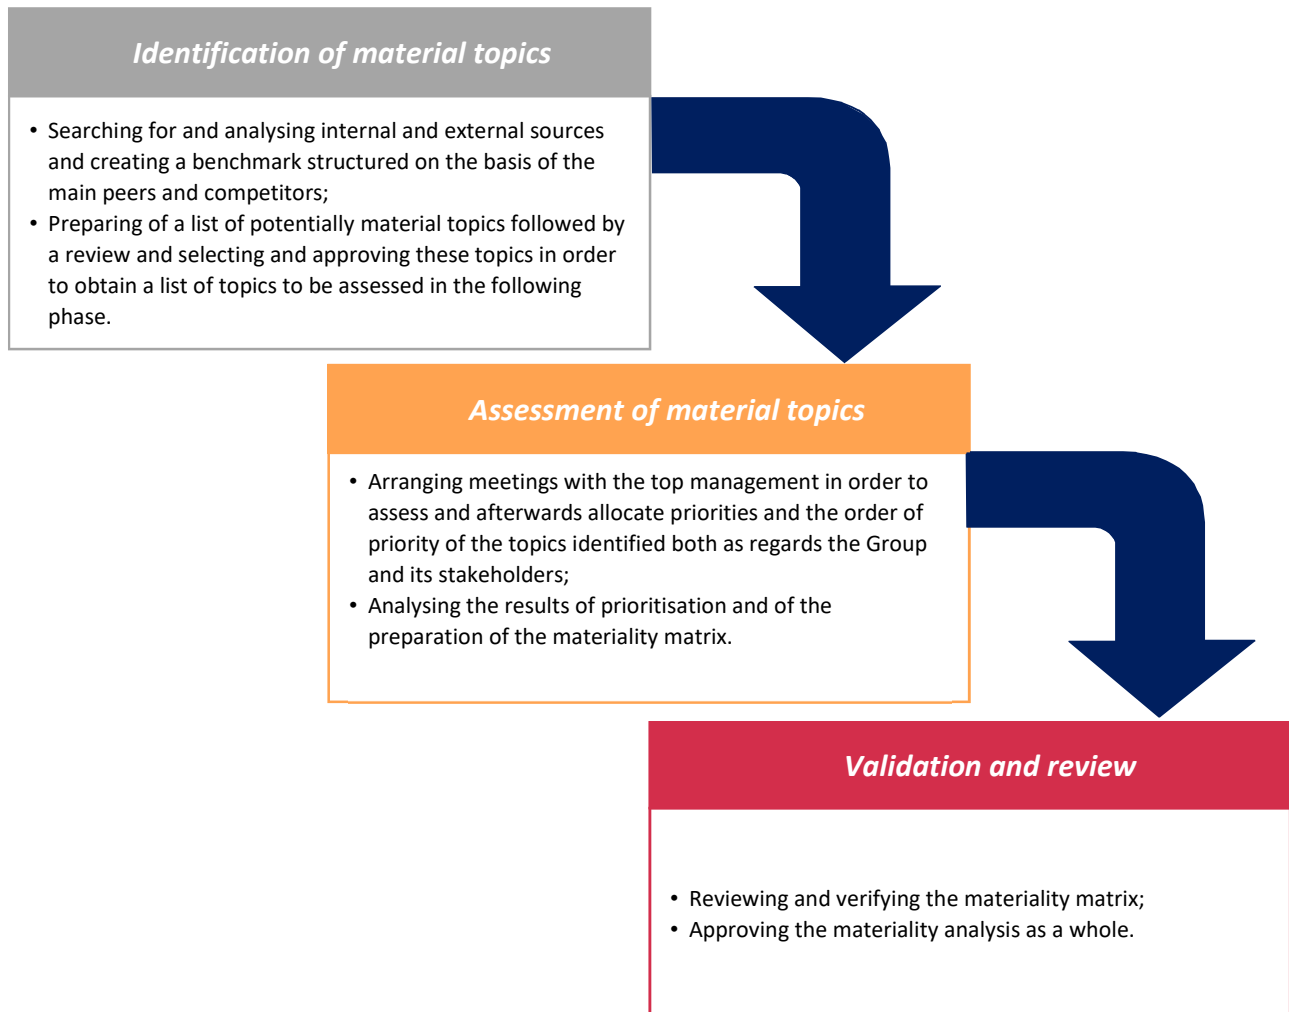 Identification of material topics
• Searching for and analysing internal and external sources
and creating a benchmark structured on the basis of the
main peers and competitors;
• Preparing of a list of potentially material topics followed by
a review and selecting and approving these topics in order
to obtain a list of topics to be assessed in the following
phase.
Assessment of material topics
• Arranging meetings with the top management in order to
assess and afterwards allocate priorities and the order of
priority of the topics identified both as regards the Group
and its stakeholders;
• Analysing the results of prioritisation and of the
preparation of the materiality matrix.
Validation and review
• Reviewing and verifying the materiality matrix;
• Approving the materiality analysis as a whole.